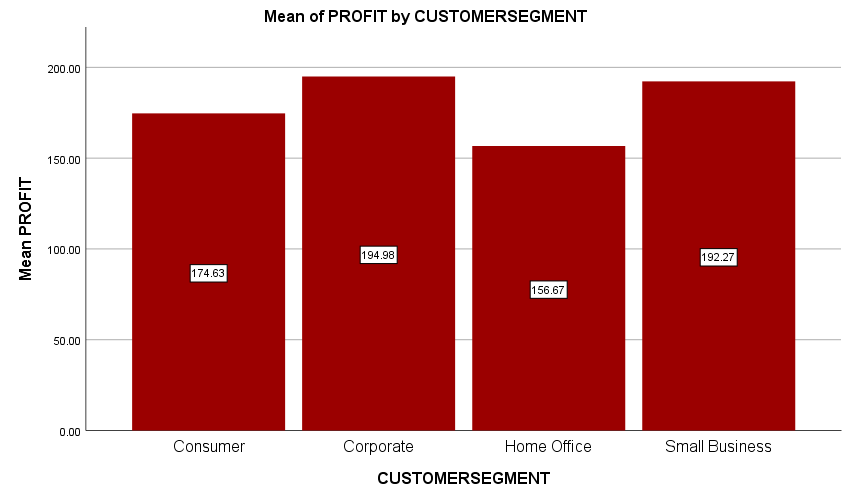 Mean of PROFIT by CUSTOMERSEGMENT
Mean PROFIT
200.00
150.00
100.00
50.00
0.00
174.63
194.98
156.67
192.27
Consumer
Corporate
Home Office
Small Business
CUSTOMERSEGMENT